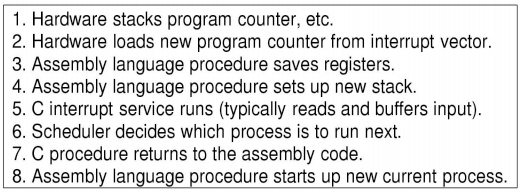 1. Hardware stacks program counter, etc.
2. Hardware loads new program counter from interrupt vector.
3. Assembly language procedure saves registers.
4. Assembly language procedure sets up new stack.
5. C interrupt service runs (typically reads and buffers input).
6. Scheduler decides which process is to run next.
7. C procedure returns to the assembly code.
8. Assembly language procedure starts up new current process.